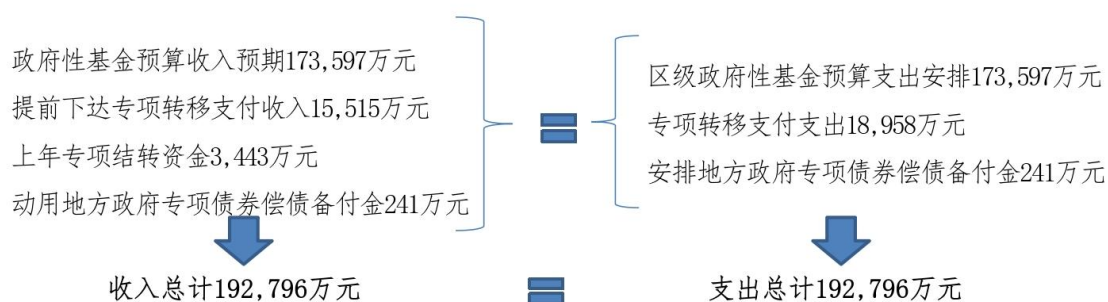 政府性基金预算收入预期173,597万元
提前下达专项转移支付收入15,515万元
上年专项结转资金3,443万元
动用地方政府专项债券偿债备付金241万元
区级政府性基金预算支出安排173,597万元
专项转移支付支出18,958万元
安排地方政府专项债券偿债备付金241万元
收入总计192,796万元
支出总计192,796万元